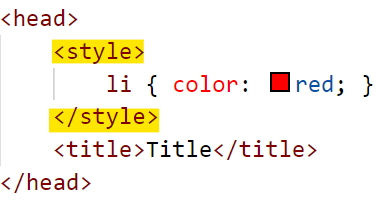 <head>
<style>
li { color: red; }
</style>
<title>Title</title>
</head>